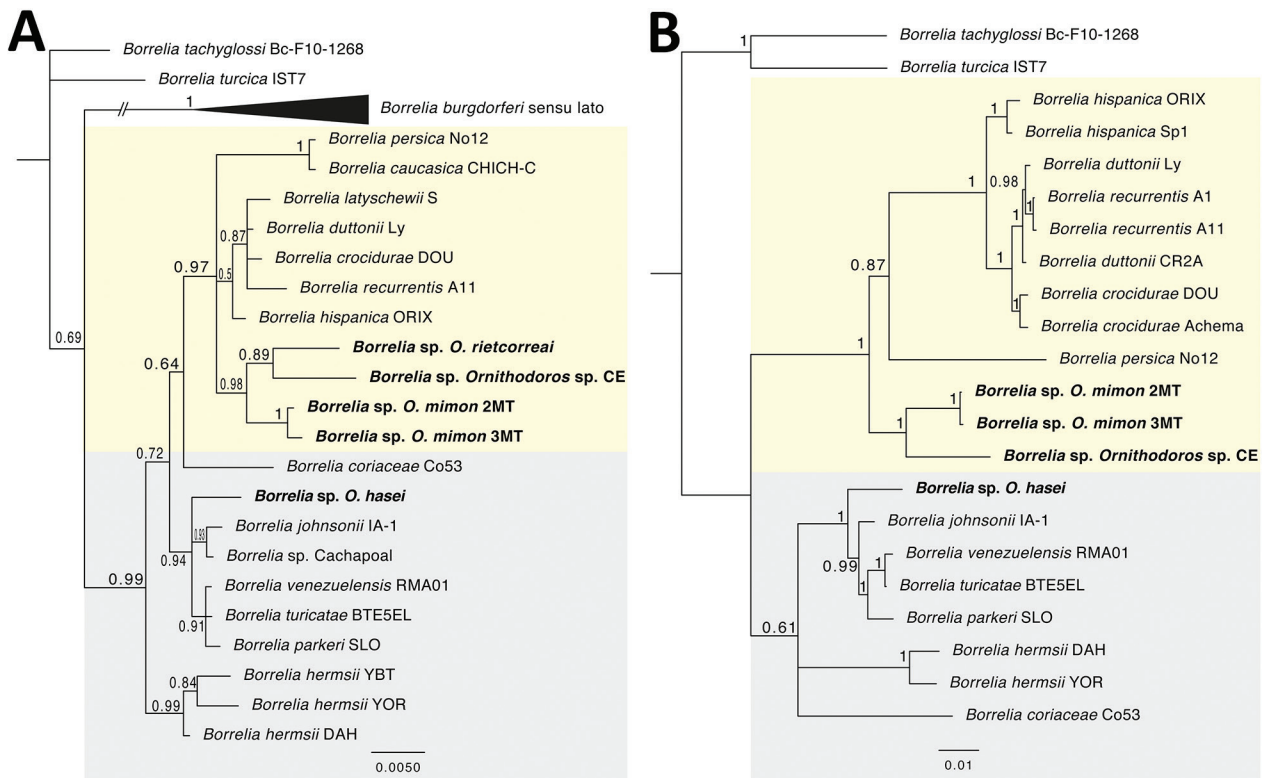 A
Borrelia tachyglossi Bc-F10-1268
Borrelia turcica IST7
1
Borrelia burgdorferi sensu lato
Borrelia persica No12
1
Borrelia caucasica CHICH-C
Borrelia latyschewii S
Borrelia duttonii Ly
0.87
Borrelia crocidurae DOU
0.97
0.5
Borrelia recurrentis A11
Borrelia hispanica ORIX
0.69
Borrelia sp. O. rietcorreai
0.89
0.64
Borrelia sp. Ornithodoros sp. CE
0.98
Borrelia sp. O. mimon 2MT
1
Borrelia sp. O. mimon 3MT
0.72
Borrelia coriaceae Co53
Borrelia sp. O. hasei
Borrelia johnsonii IA-1
0.93
Borrelia sp. Cachapoal
0.94
0.99
Borrelia venezuelensis RMA01
Borrelia turicatae BTE5EL
0.91
Borrelia parkeri SLO
Borrelia hermsii YBT
0.84
Borrelia hermsii YOR
0.99
Borrelia hermsii DAH
0.0050
B
Borrelia tachyglossi Bc-F10-1268
1
Borrelia turcica IST7
Borrelia hispanica ORIX
1
Borrelia hispanica Sp1
Borrelia duttonii Ly
1
0.98
Borrelia recurrentis A1
1
1
Borrelia recurrentis A11
Borrelia duttonii CR2A
1
0.87
Borrelia crocidurae DOU
1
Borrelia crocidurae Achema
1
Borrelia persica No12
Borrelia sp. O. mimon 2MT
1
Borrelia sp. O. mimon 3MT
1
Borrelia sp. Ornithodoros sp. CE
Borrelia sp. O. hasei
1
Borrelia johnsonii IA-1
Borrelia venezuelensis RMA01
0.99
1
Borrelia turicatae BTE5EL
1
Borrelia parkeri SLO
0.61
Borrelia hermsii DAH
1
Borrelia hermsii YOR
Borrelia coriaceae Co53
0.01